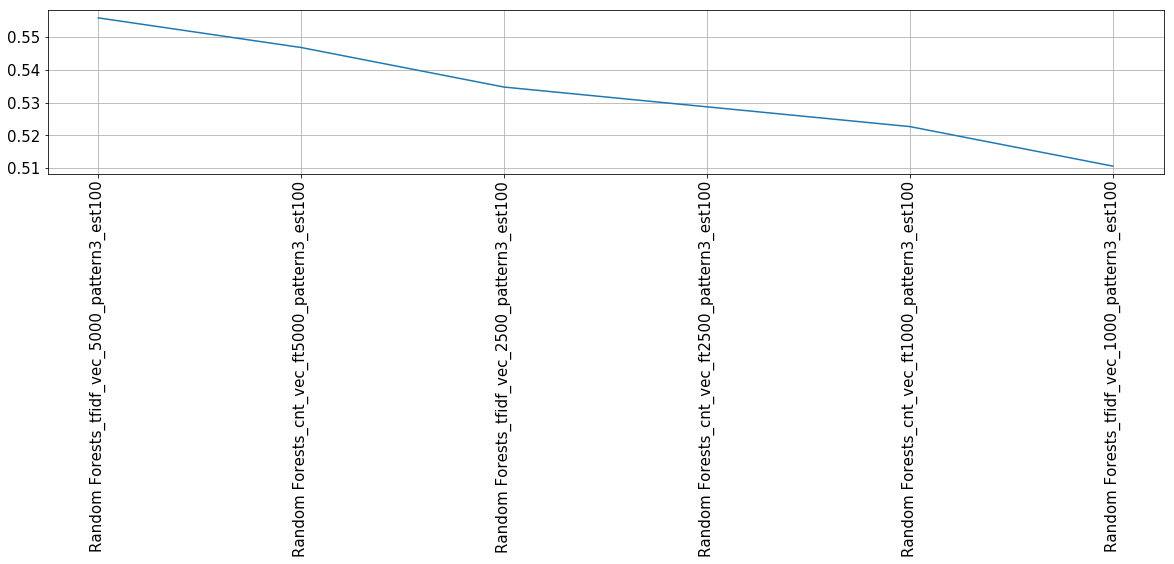 0.55
0.54
0.53
0.52
0.51
Random Forests_tfidf_vec_5000_pattern3_est100
Random Forests_cnt_vec_ft5000_pattern3_est100
Random Forests_tfidf_vec_2500_pattern3_est100
Random Forests_cnt_vec_ft2500_pattern3_est100
Random Forests_cnt_vec_ft1000_pattern3_est100
Random Forests_tfidf_vec_1000_pattern3_est100